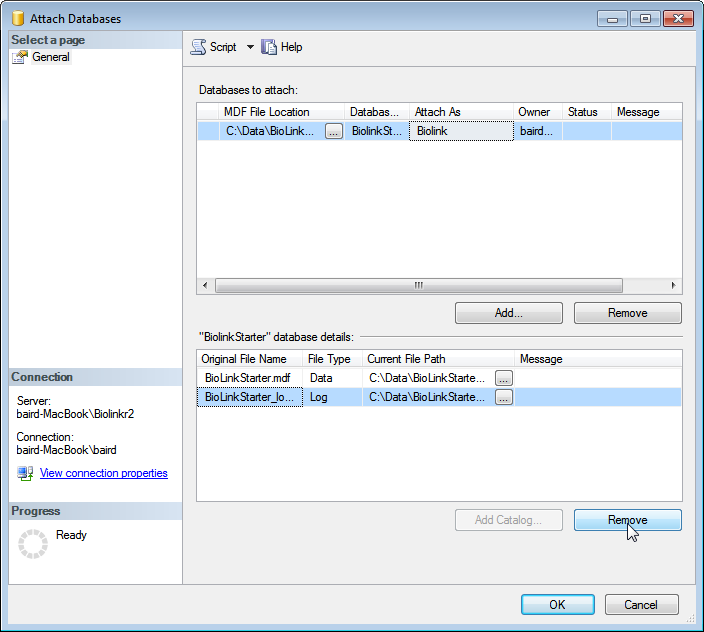 Attach Databases
Select a page
General
Script Help
Databases to attach:
MDF File Location Databas... Attach As Owner Status Message
C:\Data\BioLink... ... BiolinkSt... Biolink baird...
Add... Remove
"BiolinkStarter" database details:
Original File Name File Type Current File Path Message
BioLinkStarter.mdf Data C:\Data\BioLinkStarte... ...
BioLinkStarter_lo... Log C:\Data\BioLinkStarte... ...
Add Catalog... Remove
Connection
Server:
baird-MacBook\Biolinkr2
Connection:
baird-MacBook\baird
View connection properties
Progress
Ready
OK Cancel